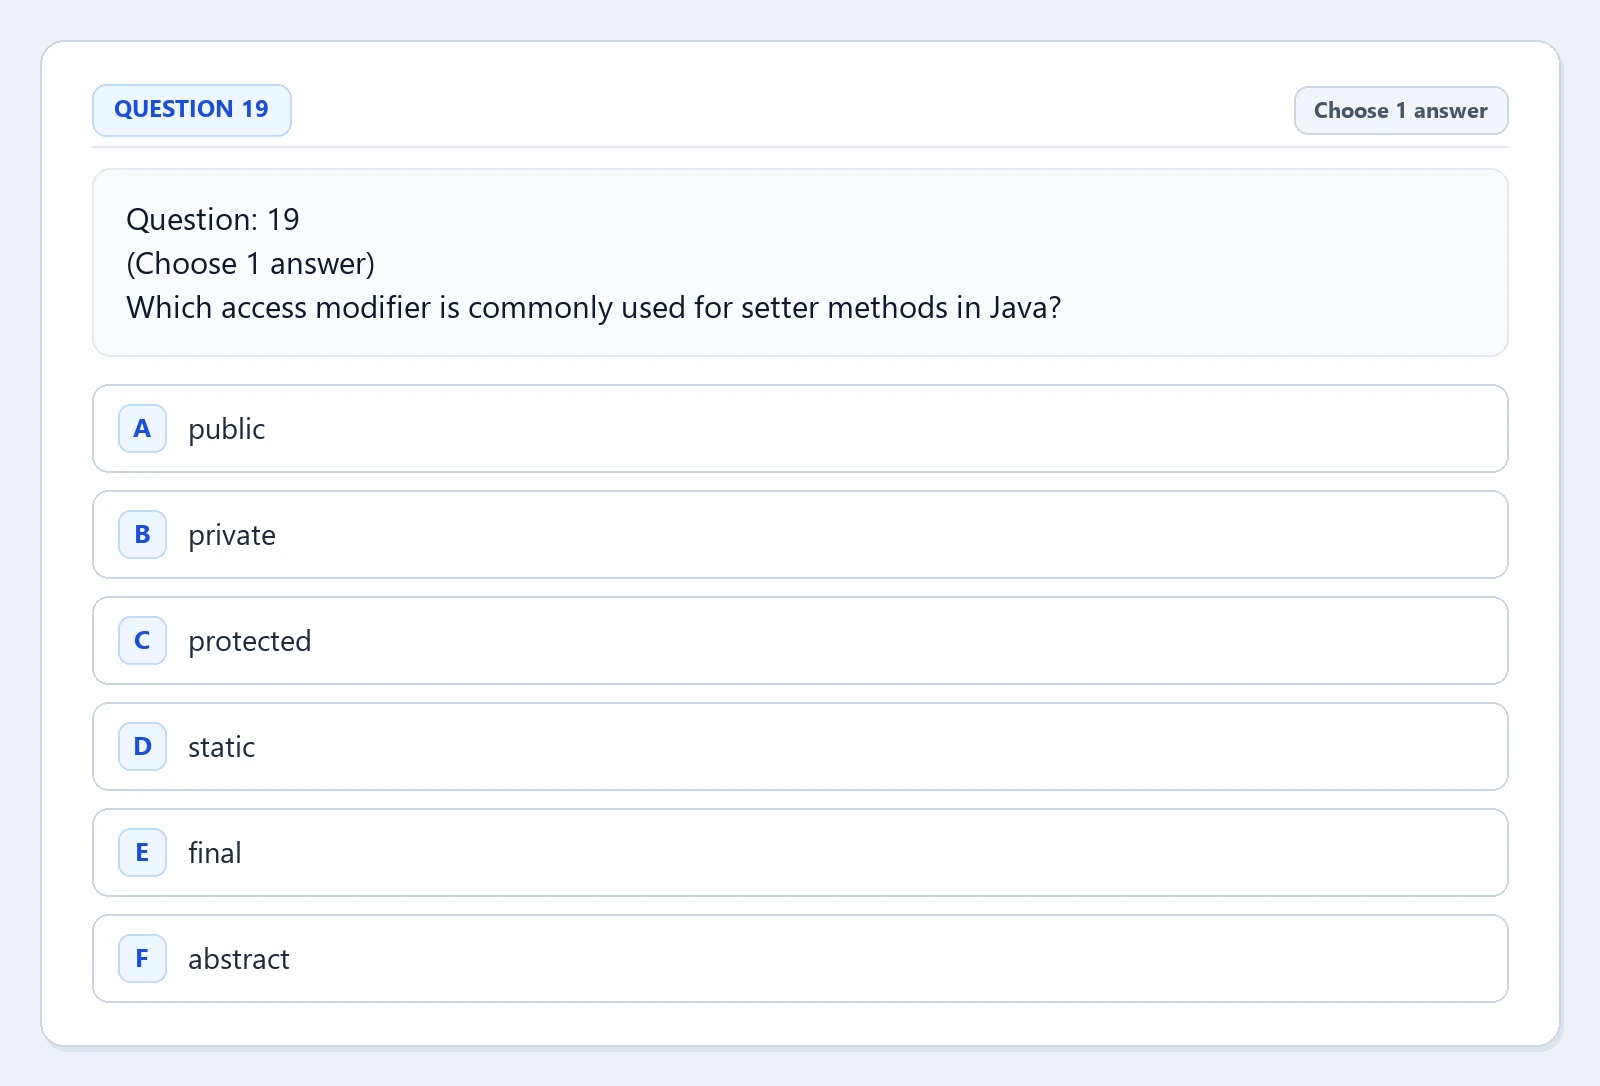 QUESTION 19
Choose 1 answer
Question: 19
(Choose 1 answer)
Which access modifier is commonly used for setter methods in Java?
A public
B private
C protected
D static
E final
F abstract